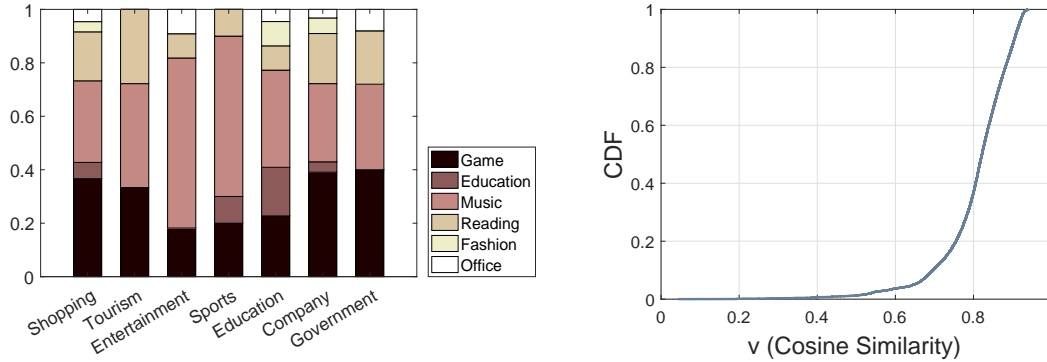 1
0.8
0.6
0.4
0.2
0
Shopping
Tourism
Entertainment
Sports
Education
Company
Government
Game
Education
Music
Reading
Fashion
Office
1
0.8
0.6
0.4
0.2
0
CDF
0 0.2 0.4 0.6 0.8 1
v (Cosine Similarity)